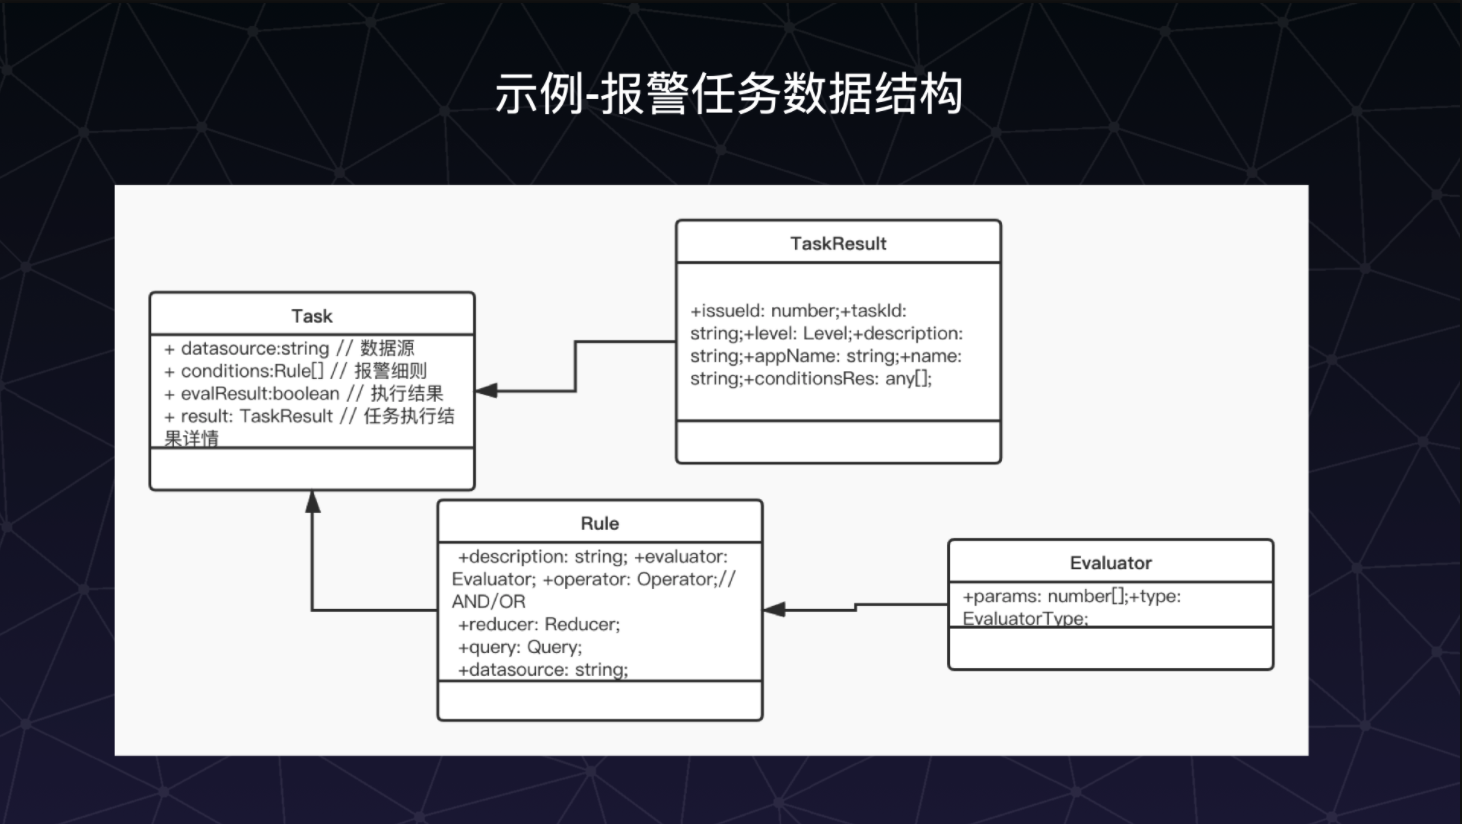 示例-报警任务数据结构
TaskResult
+issueId: number;+taskId:
string;+level: Level;+description:
string;+appName: string;+name:
string;+conditionsRes: any[];
Task
+ datasource:string // 数据源
+ conditions:Rule[] // 报警细则
+ evalResult:boolean // 执行结果
+ result: TaskResult // 任务执行结
果详情
Rule
+description: string; +evaluator:
Evaluator; +operator: Operator;//
AND/OR
+reducer: Reducer;
+query: Query;
+datasource: string;
Evaluator
+params: number[];+type:
EvaluatorType;